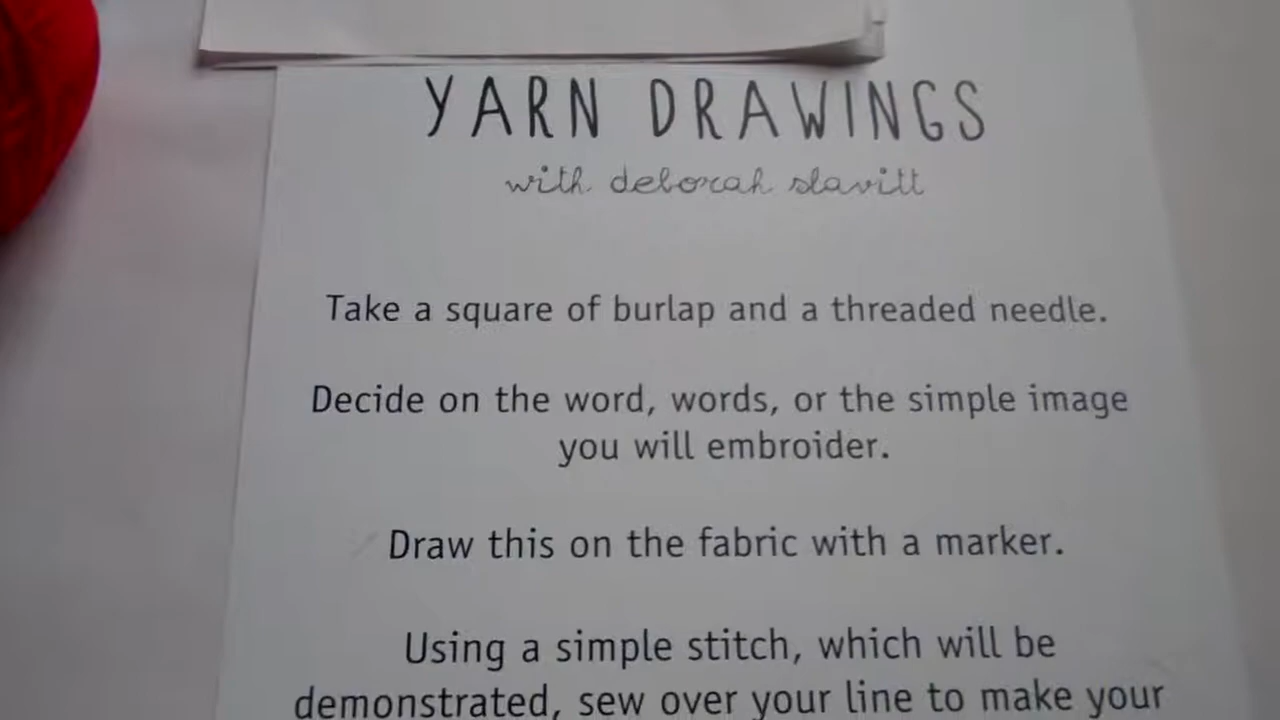 YARN DRAWINGS
with deborah slavitt
Take a square of burlap and a threaded needle.
Decide on the word, words, or the simple image
you will embroider.
Draw this on the fabric with a marker.
Using a simple stitch, which will be
demonstrated, sew over your line to make your